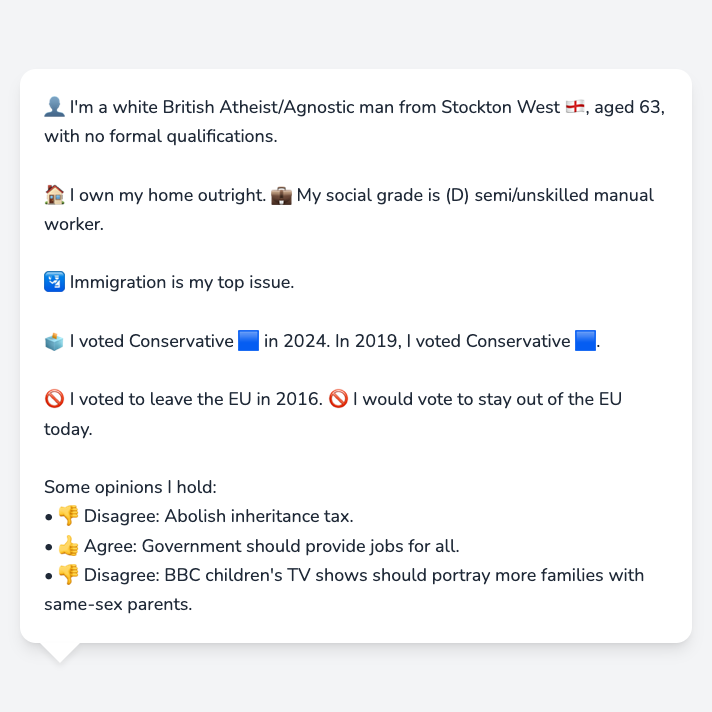 👤 I'm a white British Atheist/Agnostic man from Stockton West 🏴󠁧󠁢󠁥󠁮󠁧󠁿, aged 63,
with no formal qualifications.
🏠 I own my home outright. 💼 My social grade is (D) semi/unskilled manual
worker.
🛂 Immigration is my top issue.
🗳️ I voted Conservative 🟦 in 2024. In 2019, I voted Conservative 🟦.
🚫 I voted to leave the EU in 2016. 🚫 I would vote to stay out of the EU
today.
Some opinions I hold:
• 👎 Disagree: Abolish inheritance tax.
• 👍 Agree: Government should provide jobs for all.
• 👎 Disagree: BBC children's TV shows should portray more families with
same-sex parents.